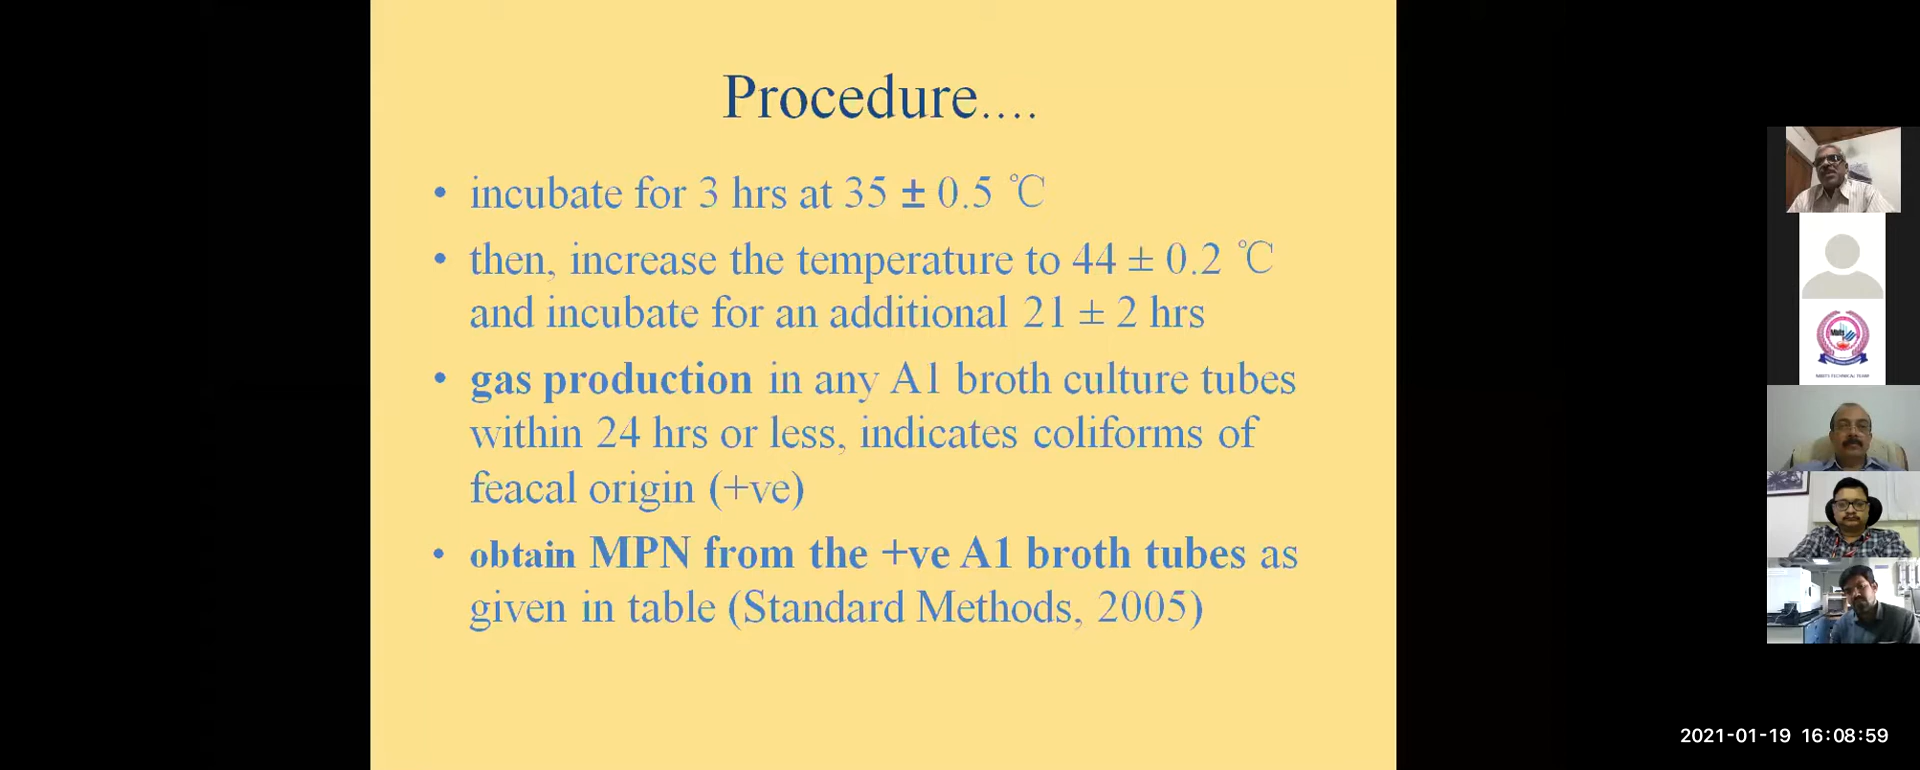 Procedure....
• incubate for 3 hrs at 35 ± 0.5 ℃
• then, increase the temperature to 44 ± 0.2 ℃
and incubate for an additional 21 ± 2 hrs
• gas production in any A1 broth culture tubes
within 24 hrs or less, indicates coliforms of
feacal origin (+ve)
• obtain MPN from the +ve A1 broth tubes as
given in table (Standard Methods, 2005)
2021-01-19 16:08:59